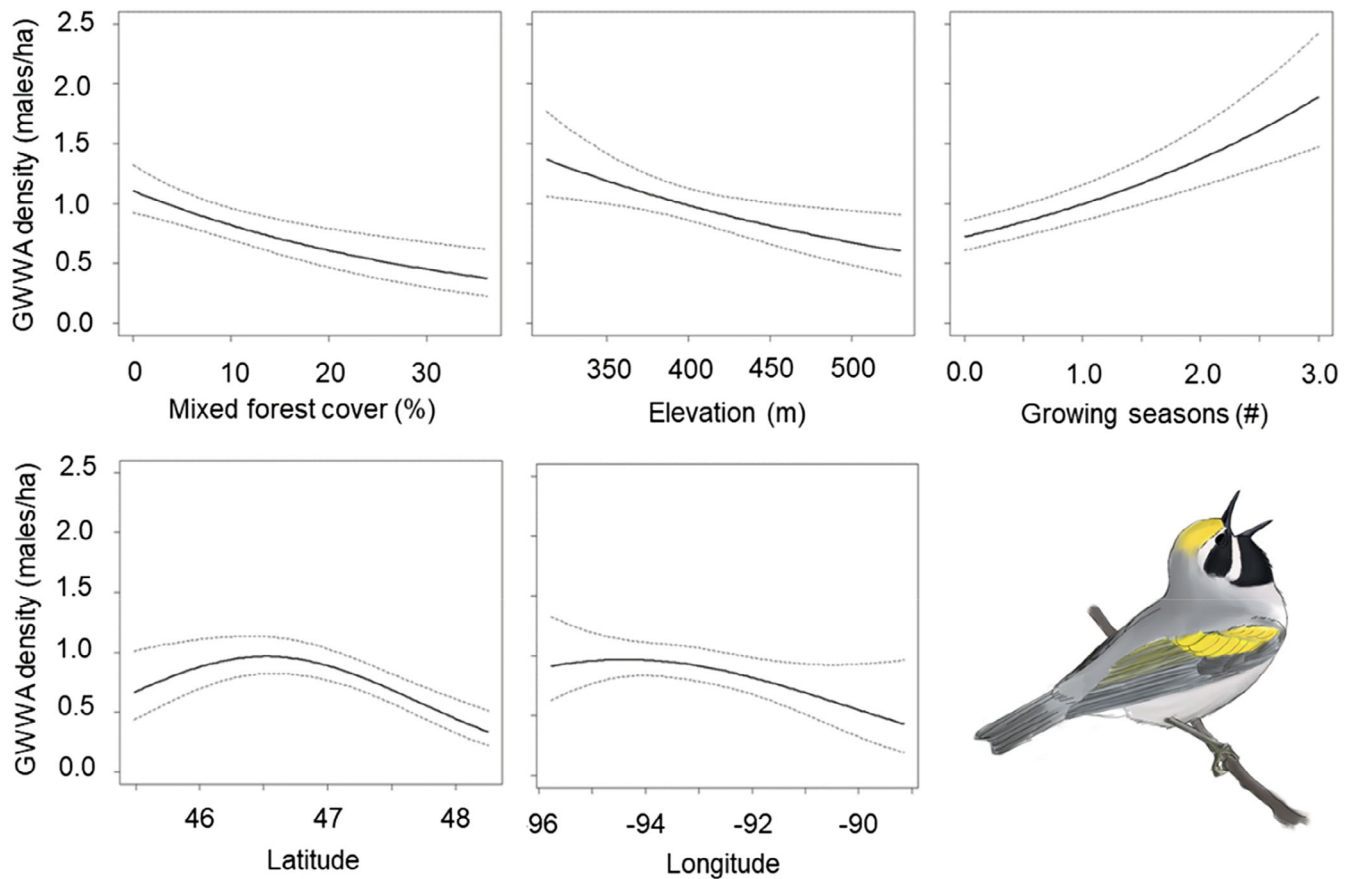 GWWA density (males/ha)
2.5
2.0
1.5
1.0
0.5
0.0
0 10 20 30
Mixed forest cover (%)
350 400 450 500
Elevation (m)
0.0 1.0 2.0 3.0
Growing seasons (#)
GWWA density (males/ha)
2.5
2.0
1.5
1.0
0.5
0.0
46 47 48
Latitude
96 -94 -92 -90
Longitude